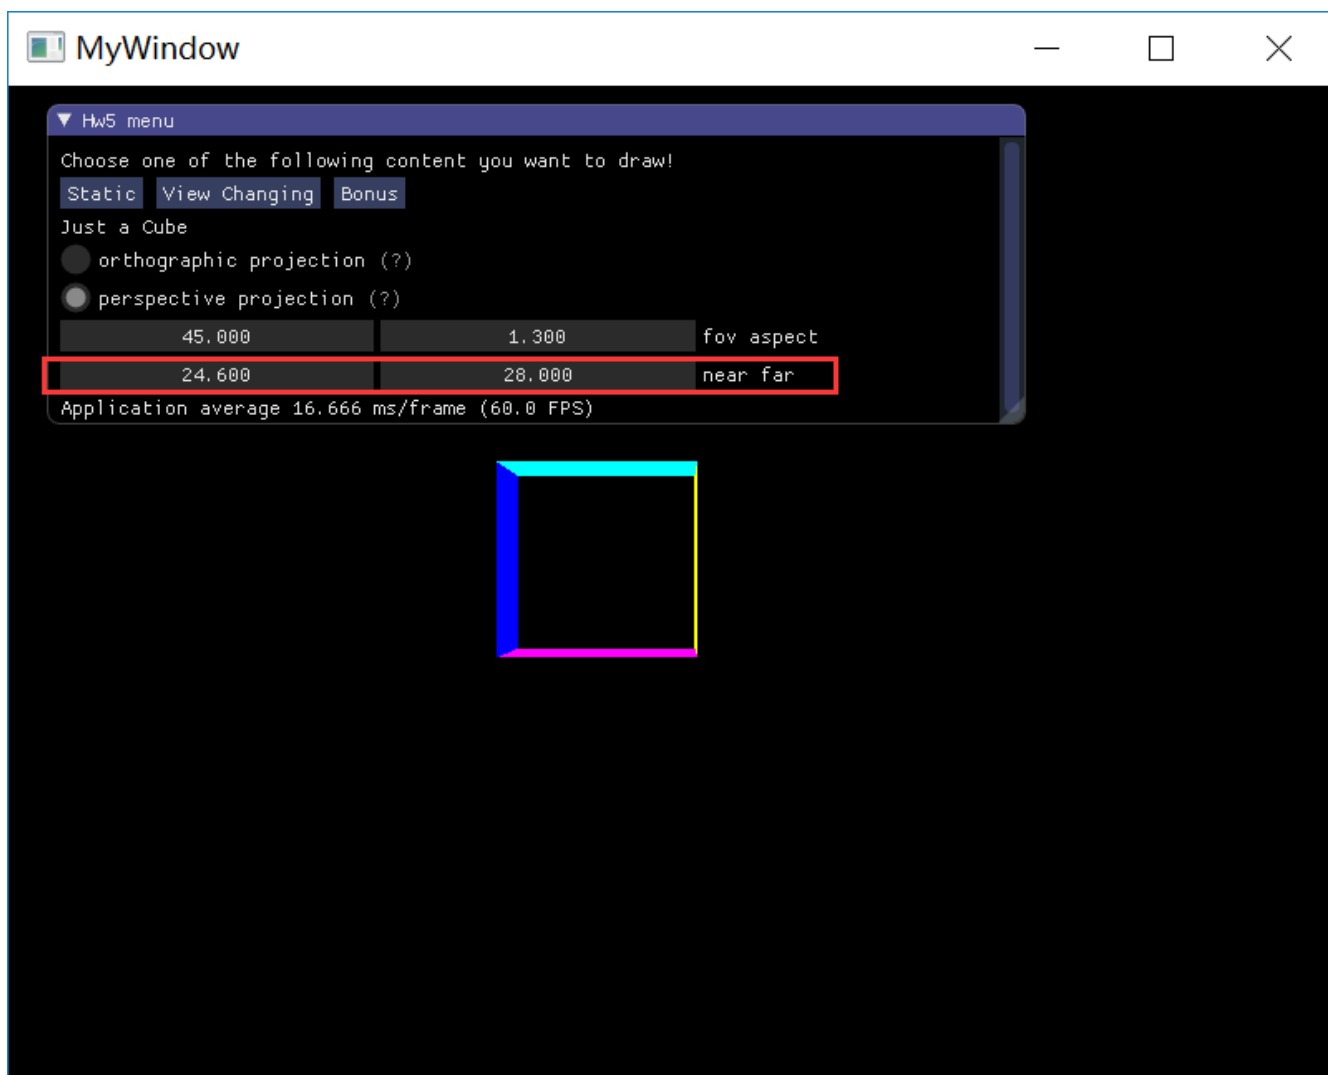 MyWindow
Hw5 menu
Choose one of the following content you want to draw!
Static View Changing Bonus
Just a Cube
orthographic projection (?)
perspective projection (?)
45.000 1.300 fov aspect
24.600 28.000 near far
Application average 16.666 ms/frame (60.0 FPS)